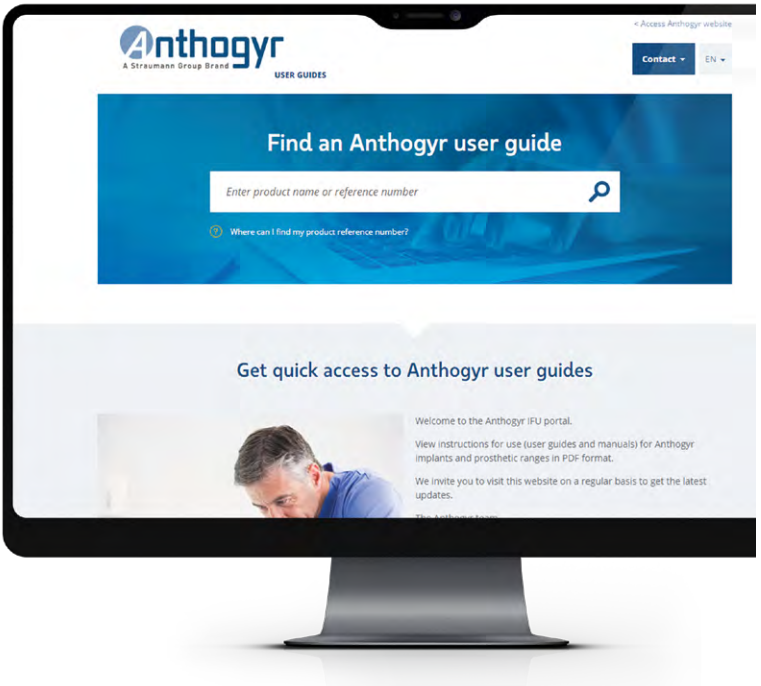 < Access Anthogyr website
Anthogyr
A Straumann Group Brand
USER GUIDES
Contact
EN
Find an Anthogyr user guide
Enter product name or reference number
? Where can I find my product reference number?
Get quick access to Anthogyr user guides
Welcome to the Anthogyr IFU portal.
View instructions for use (user guides and manuals) for Anthogyr
implants and prosthetic ranges in PDF format.
We invite you to visit this website on a regular basis to get the latest
updates.
The Anthogyr team